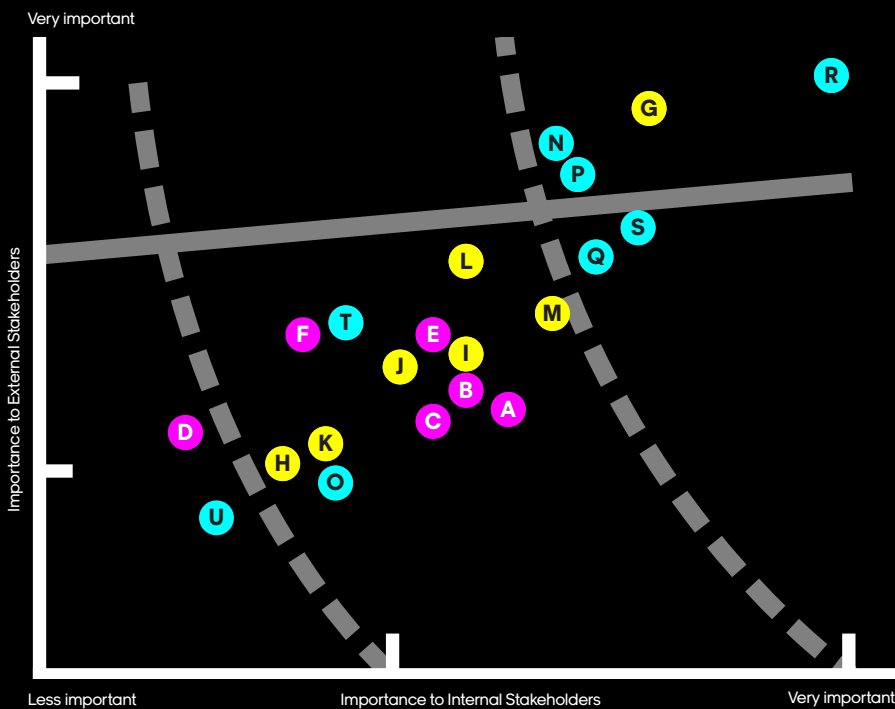 Very important
R
G
N
P
S
Q
L
M
T
F
E
I
J
B
A
C
D
K
H
O
U
Importance to External Stakeholders
Less important
Importance to Internal Stakeholders
Very important